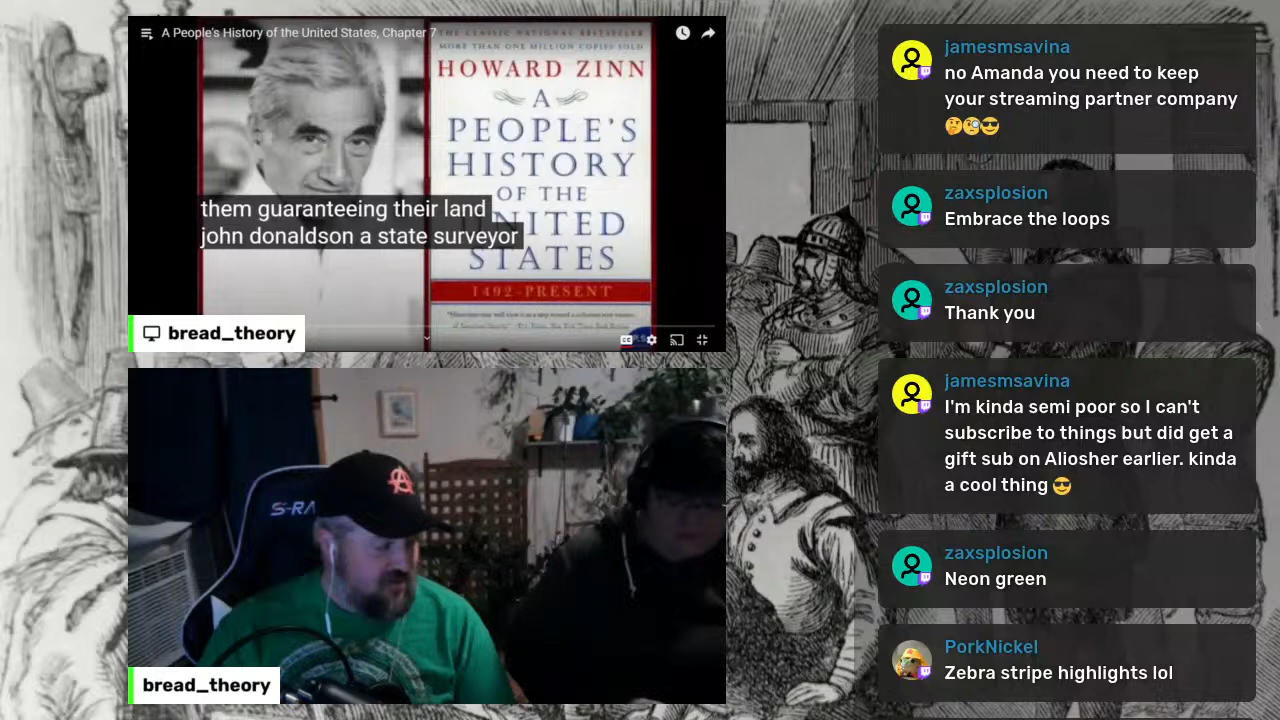 A People's History of the United States, Chapter 7
THE CLASSIC NATIONAL BESTSELLER
MORE THAN ONE MILLION COPIES SOLD
HOWARD ZINN
A
PEOPLE'S
HISTORY
OF THE
UNITED
STATES
1492–PRESENT
them guaranteeing their land
john donaldson a state surveyor
bread_theory
S-RA
bread_theory
jamesmsavina
no Amanda you need to keep
your streaming partner company
🤔🧐😎
zaxsplosion
Embrace the loops
zaxsplosion
Thank you
jamesmsavina
I'm kinda semi poor so I can't
subscribe to things but did get a
gift sub on Aliosher earlier. kinda
a cool thing 😎
zaxsplosion
Neon green
PorkNickel
Zebra stripe highlights lol